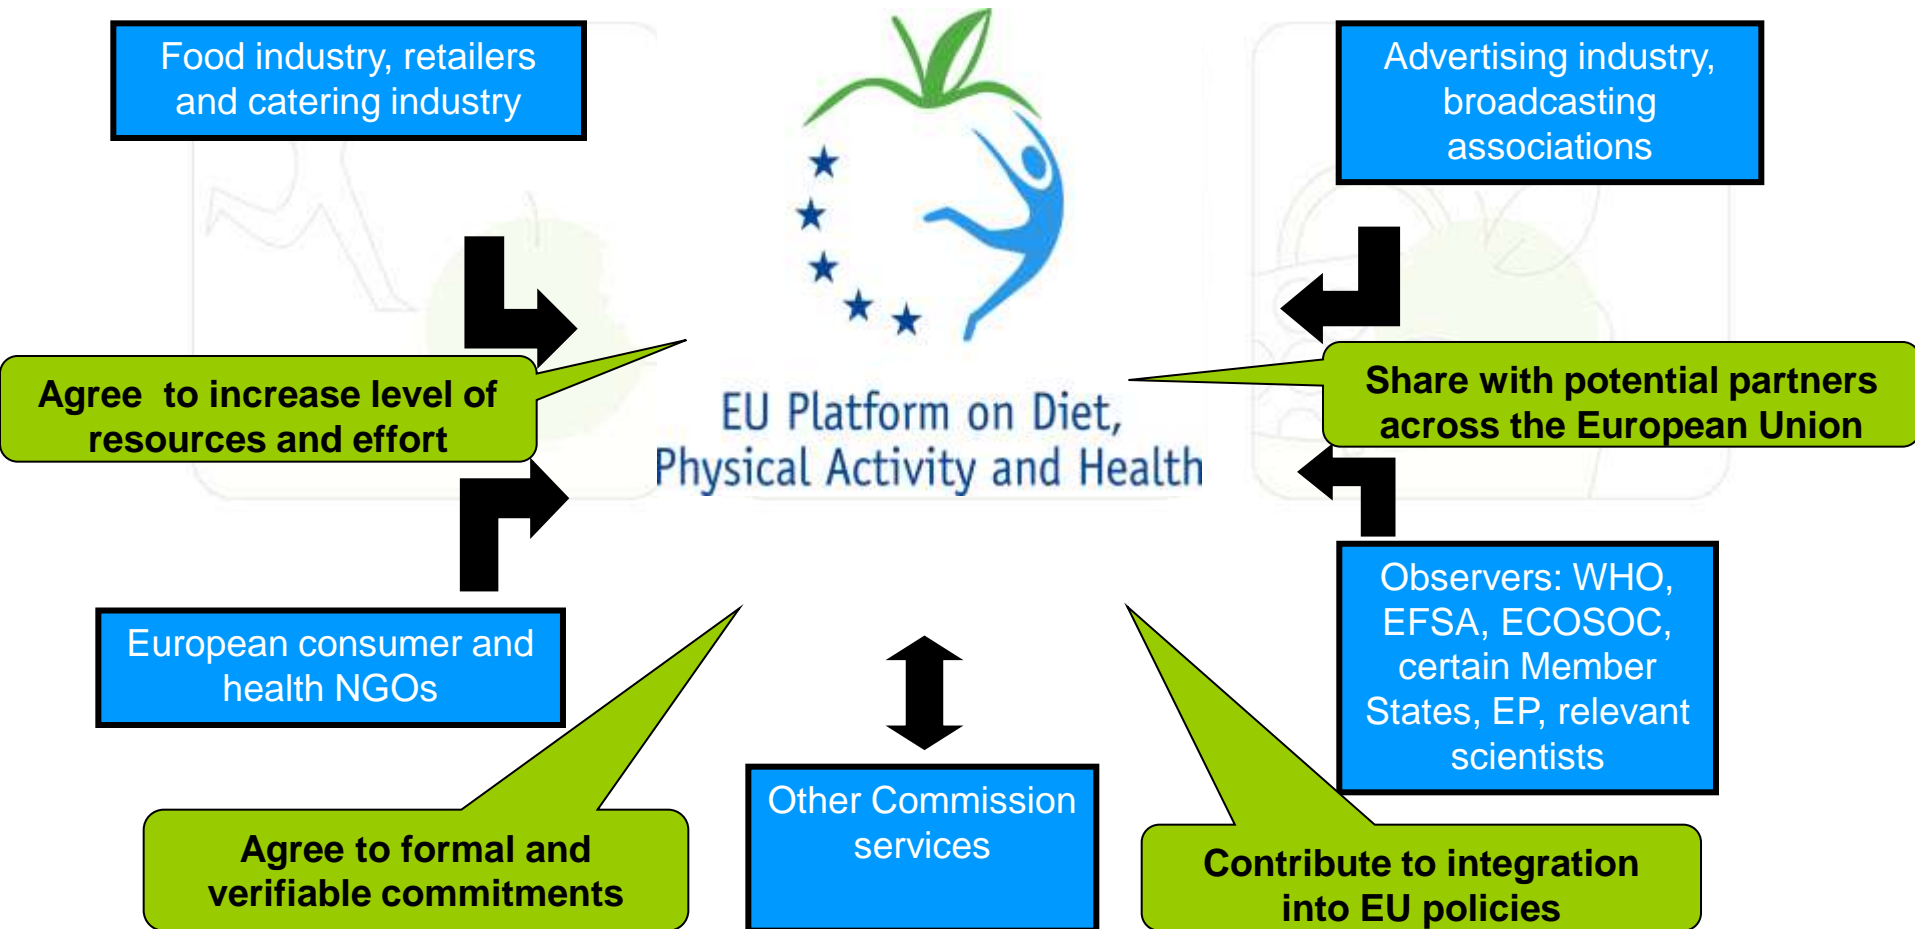 Food industry, retailers
and catering industry
Advertising industry,
broadcasting
associations
Agree  to increase level of
resources and effort
Share with potential partners
across the European Union
EU Platform on Diet,
Physical Activity and Health
European consumer and
health NGOs
Observers: WHO,
EFSA, ECOSOC,
certain Member
States, EP, relevant
scientists
Other Commission
services
Agree to formal and
verifiable commitments
Contribute to integration
into EU policies